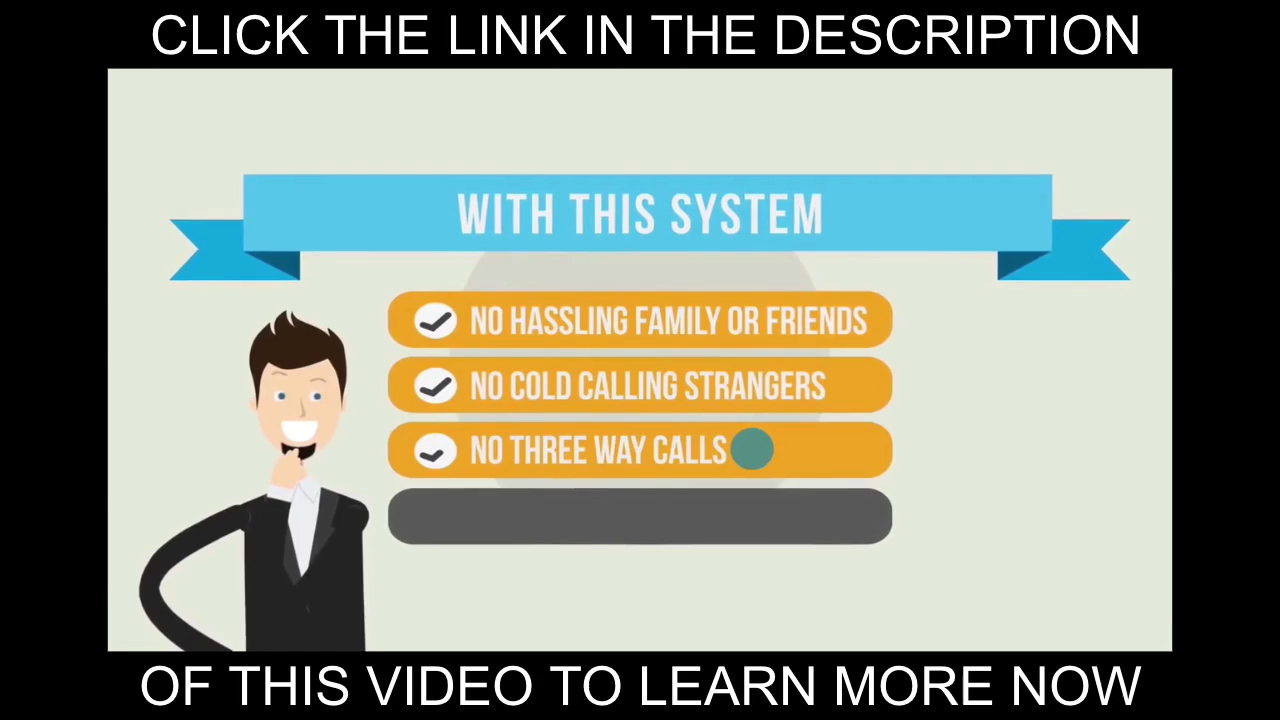 CLICK THE LINK IN THE DESCRIPTION
WITH THIS SYSTEM
NO HASSLING FAMILY OR FRIENDS
NO COLD CALLING STRANGERS
NO THREE WAY CALLS
OF THIS VIDEO TO LEARN MORE NOW